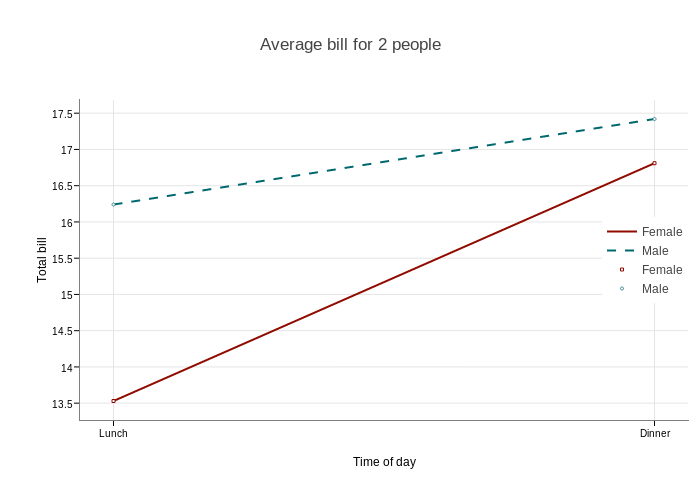 Average bill for 2 people
17.5
17
16.5
16
15.5
15
14.5
14
13.5
Total bill
Female
Male
Female
Male
Lunch
Dinner
Time of day